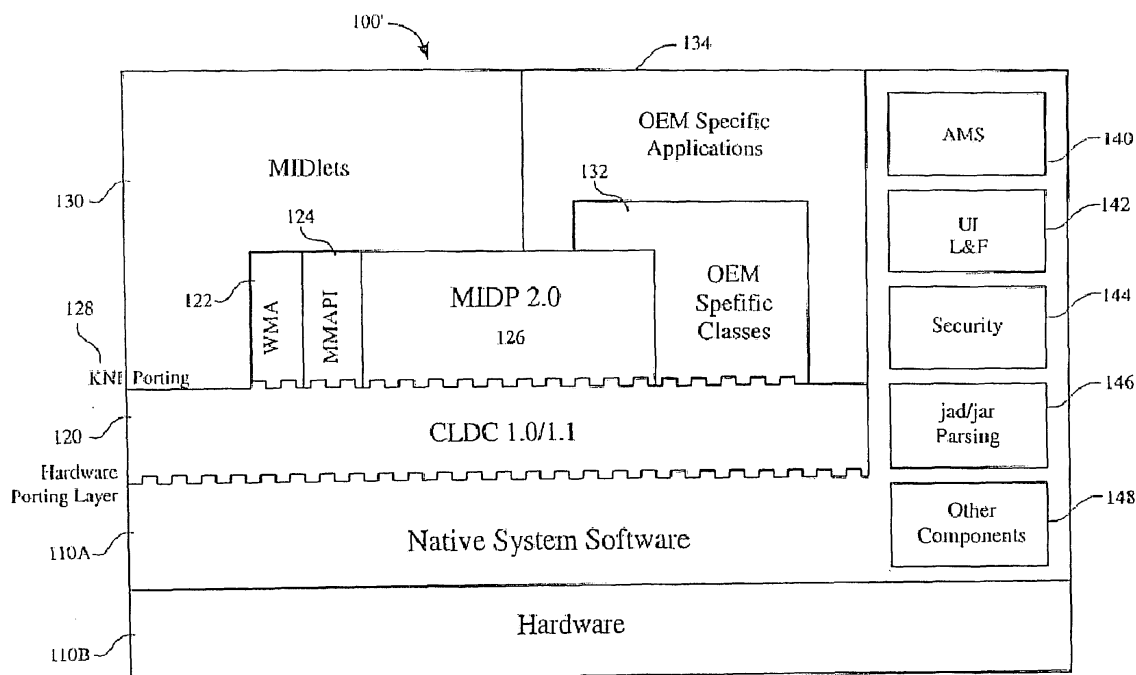 100'
134
MIDlets
OEM Specific
Applications
AMS
140
130
132
124
142
UI
L&F
122
WMA
MMAPI
MIDP 2.0
126
OEM
Spefific
Classes
144
Security
128
KNI Porting
146
jad/jar
Parsing
120
CLDC 1.0/1.1
Hardware
Porting Layer
148
Other
Components
110A
Native System Software
Hardware
110B